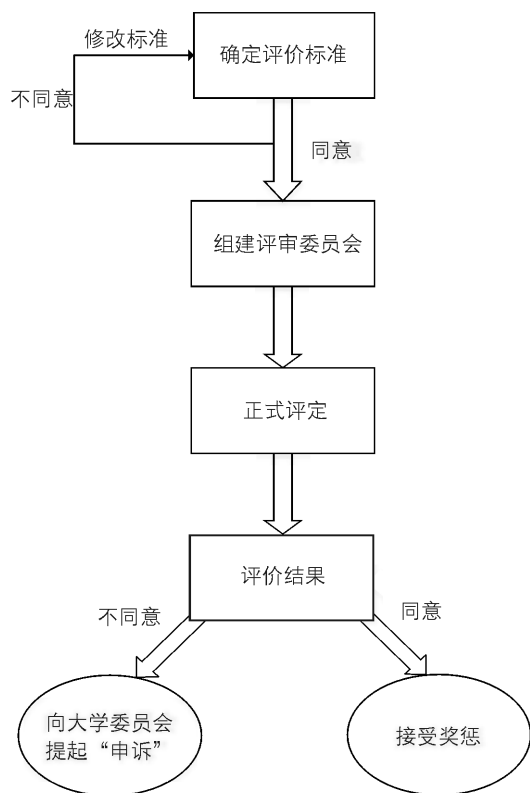 修改标准
确定评价标准
不同意
同意
组建评审委员会
正式评定
评价结果
不同意
同意
向大学委员会
提起“申诉”
接受奖惩